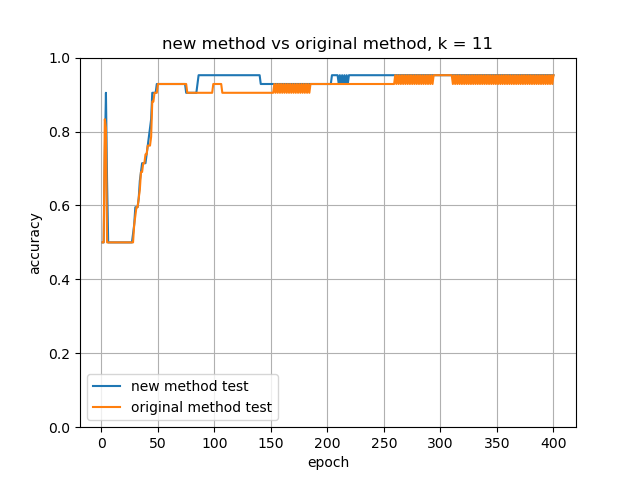 new method vs original method, k = 11
1.0
0.8
0.6
0.4
0.2
0.0
accuracy
new method test
original method test
0 50 100 150 200 250 300 350 400
epoch